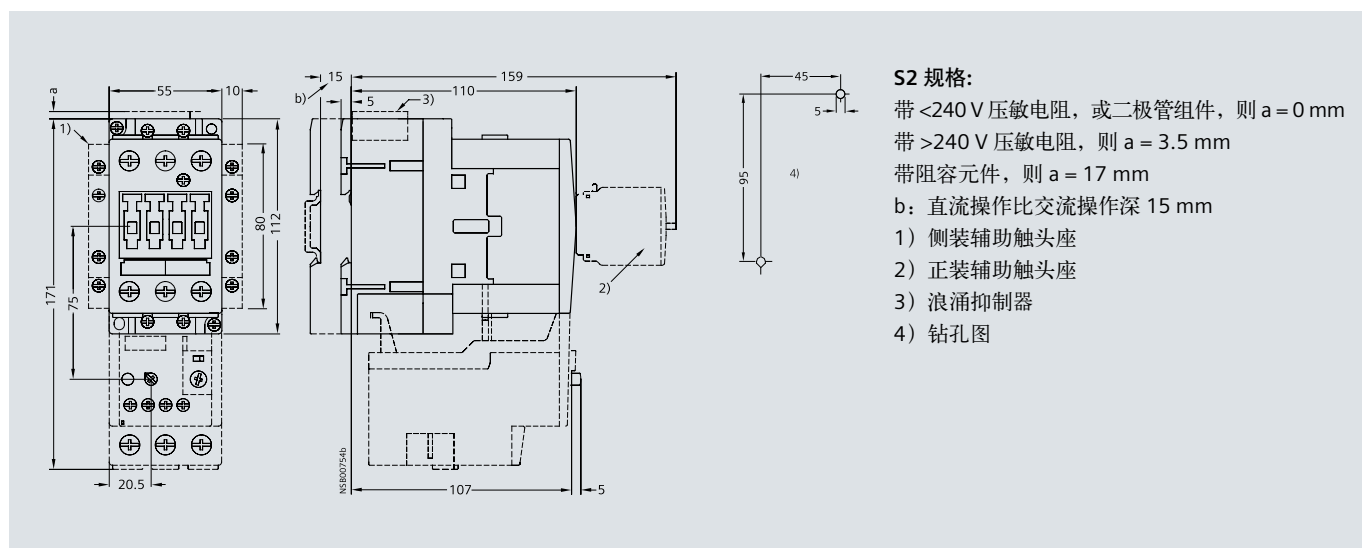 a
55
10
1)
80
112
171
75
20.5
15
159
b)
5
3)
110
2)
NSB00754b
107
5
45
5
95
4)
S2 规格:
带 <240 V 压敏电阻，或二极管组件，则 a = 0 mm
带 >240 V 压敏电阻，则 a = 3.5 mm
带阻容元件，则 a = 17 mm
b：直流操作比交流操作深 15 mm
1）侧装辅助触头座
2）正装辅助触头座
3）浪涌抑制器
4）钻孔图